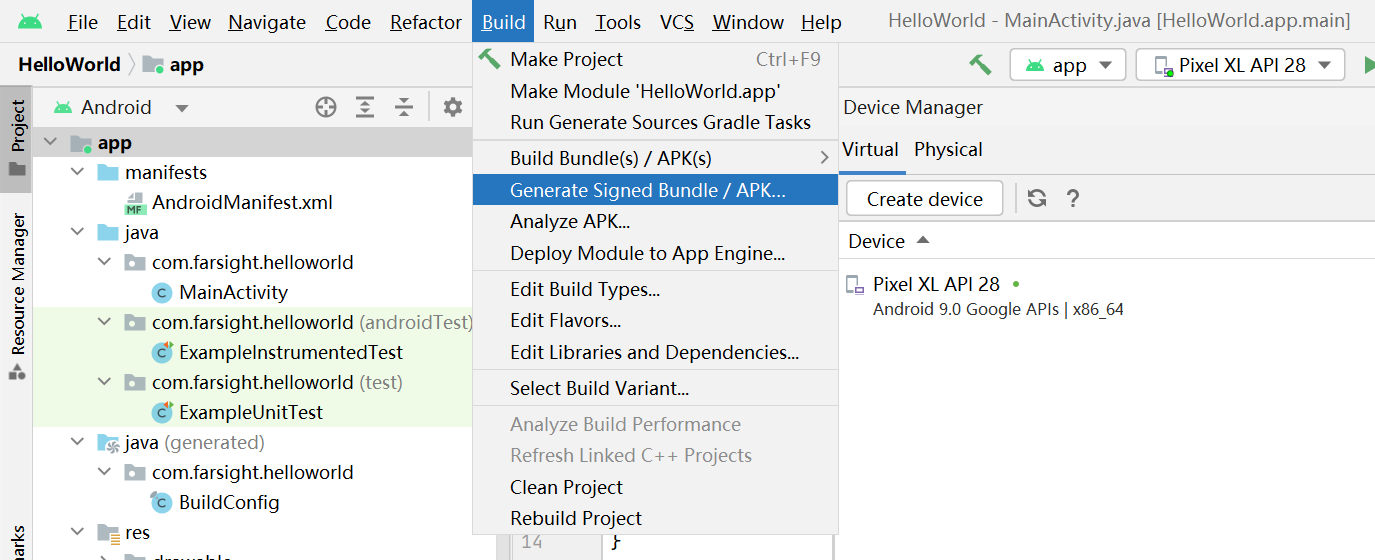 File Edit View Navigate Code Refactor Build Run Tools VCS Window Help HelloWorld - MainActivity.java [HelloWorld.app.main]
HelloWorld app
app
Pixel XL API 28
Project
Resource Manager
Android
app
manifests
AndroidManifest.xml
java
com.farsight.helloworld
MainActivity
com.farsight.helloworld (androidTest)
ExampleInstrumentedTest
com.farsight.helloworld (test)
ExampleUnitTest
java (generated)
com.farsight.helloworld
BuildConfig
res
Make Project Ctrl+F9
Make Module 'HelloWorld.app'
Run Generate Sources Gradle Tasks
Build Bundle(s) / APK(s)
Generate Signed Bundle / APK...
Analyze APK...
Deploy Module to App Engine...
Edit Build Types...
Edit Flavors...
Edit Libraries and Dependencies...
Select Build Variant...
Analyze Build Performance
Refresh Linked C++ Projects
Clean Project
Rebuild Project
14 }
Device Manager
Virtual Physical
Create device ?
Device
Pixel XL API 28
Android 9.0 Google APIs | x86_64